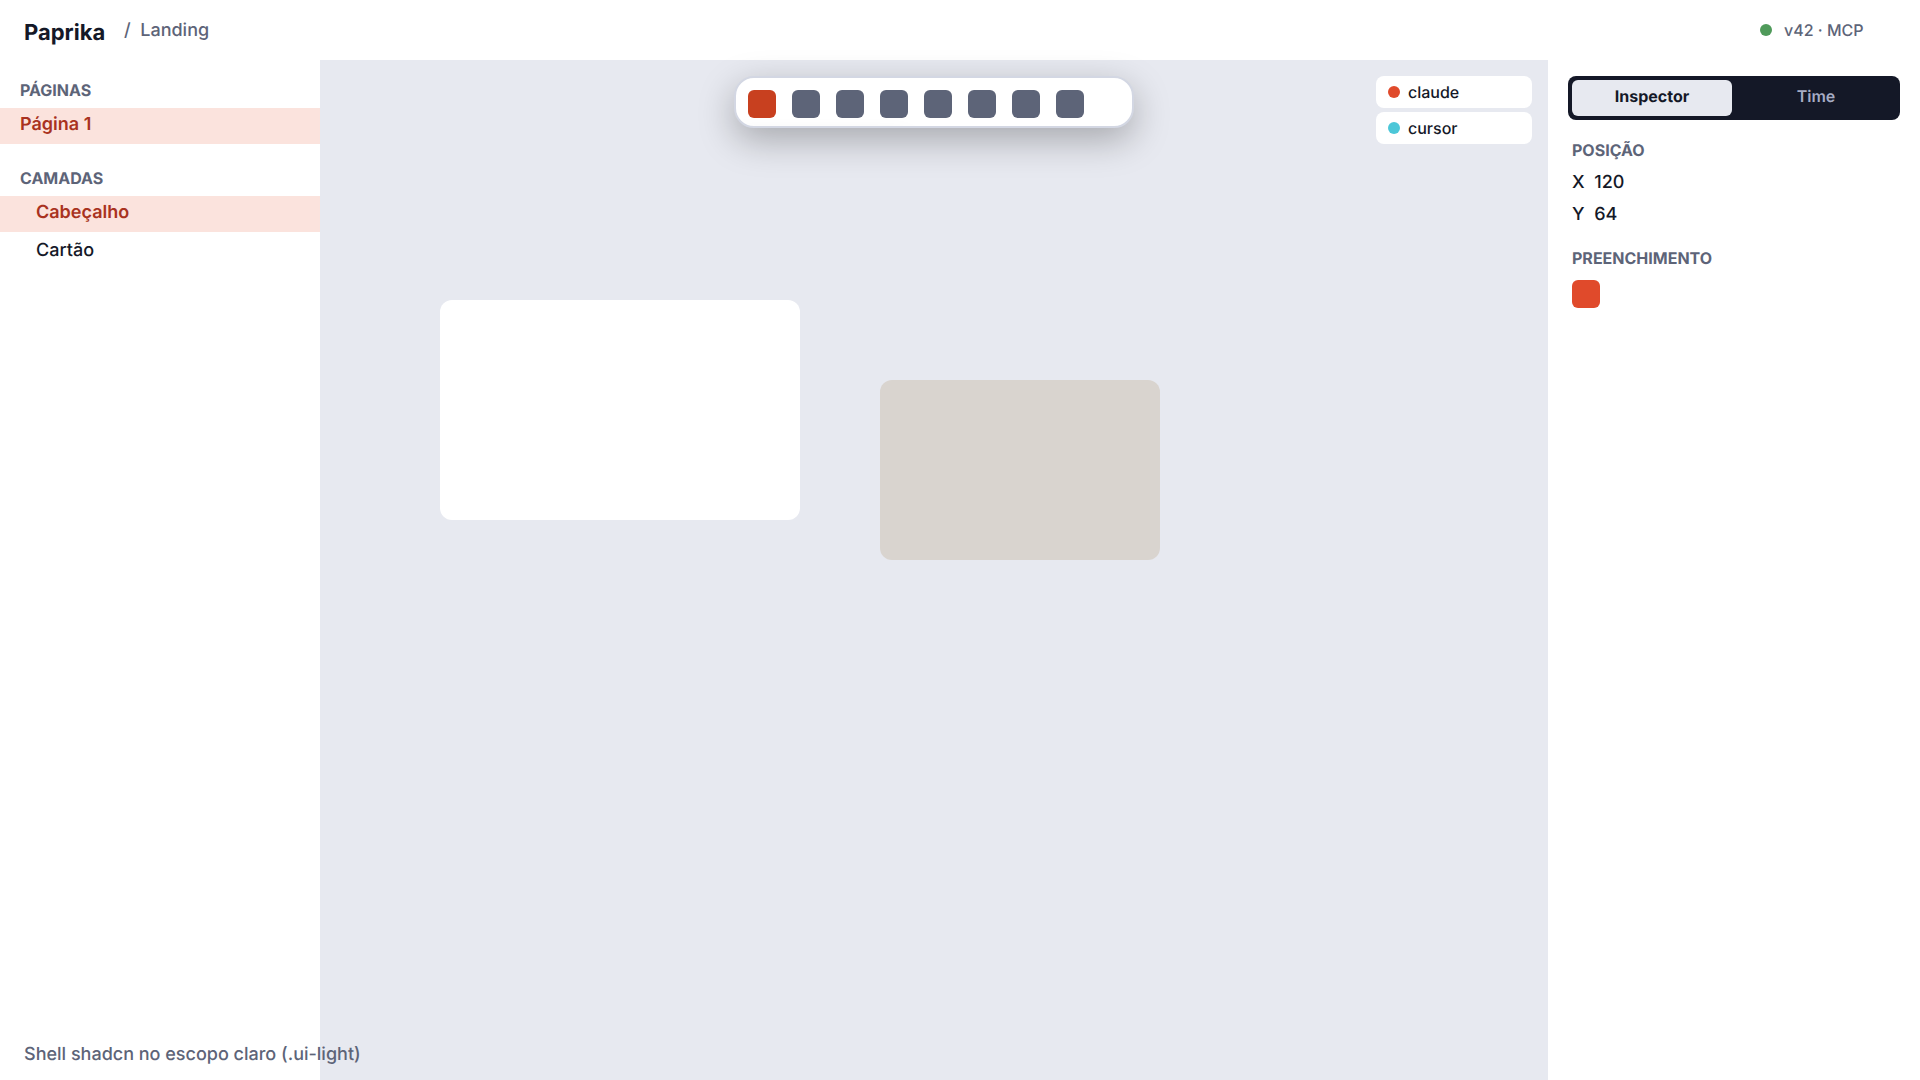 Paprika / Landing
v42 · MCP
PÁGINAS
Página 1
CAMADAS
Cabeçalho
Cartão
claude
cursor
Inspector
Time
POSIÇÃO
X 120
Y 64
PREENCHIMENTO
Shell shadcn no escopo claro (.ui-light)